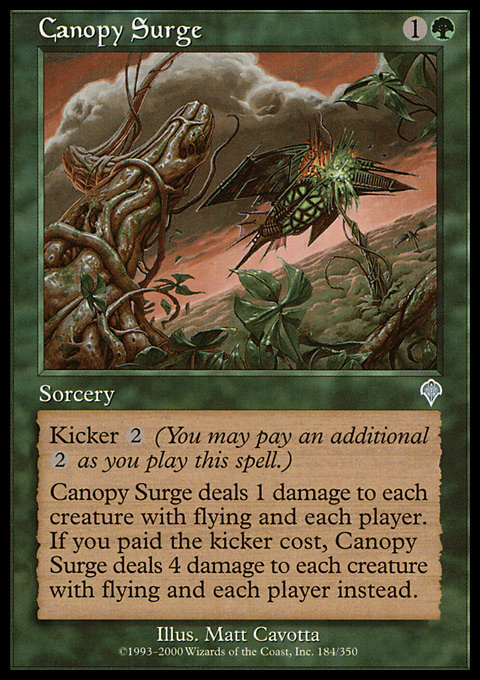 Canopy Surge 1
Sorcery
Kicker 2 (You may pay an additional
2 as you play this spell.)
Canopy Surge deals 1 damage to each
creature with flying and each player.
If you paid the kicker cost, Canopy
Surge deals 4 damage to each creature
with flying and each player instead.
Illus. Matt Cavotta
©1993–2000 Wizards of the Coast, Inc. 184/350